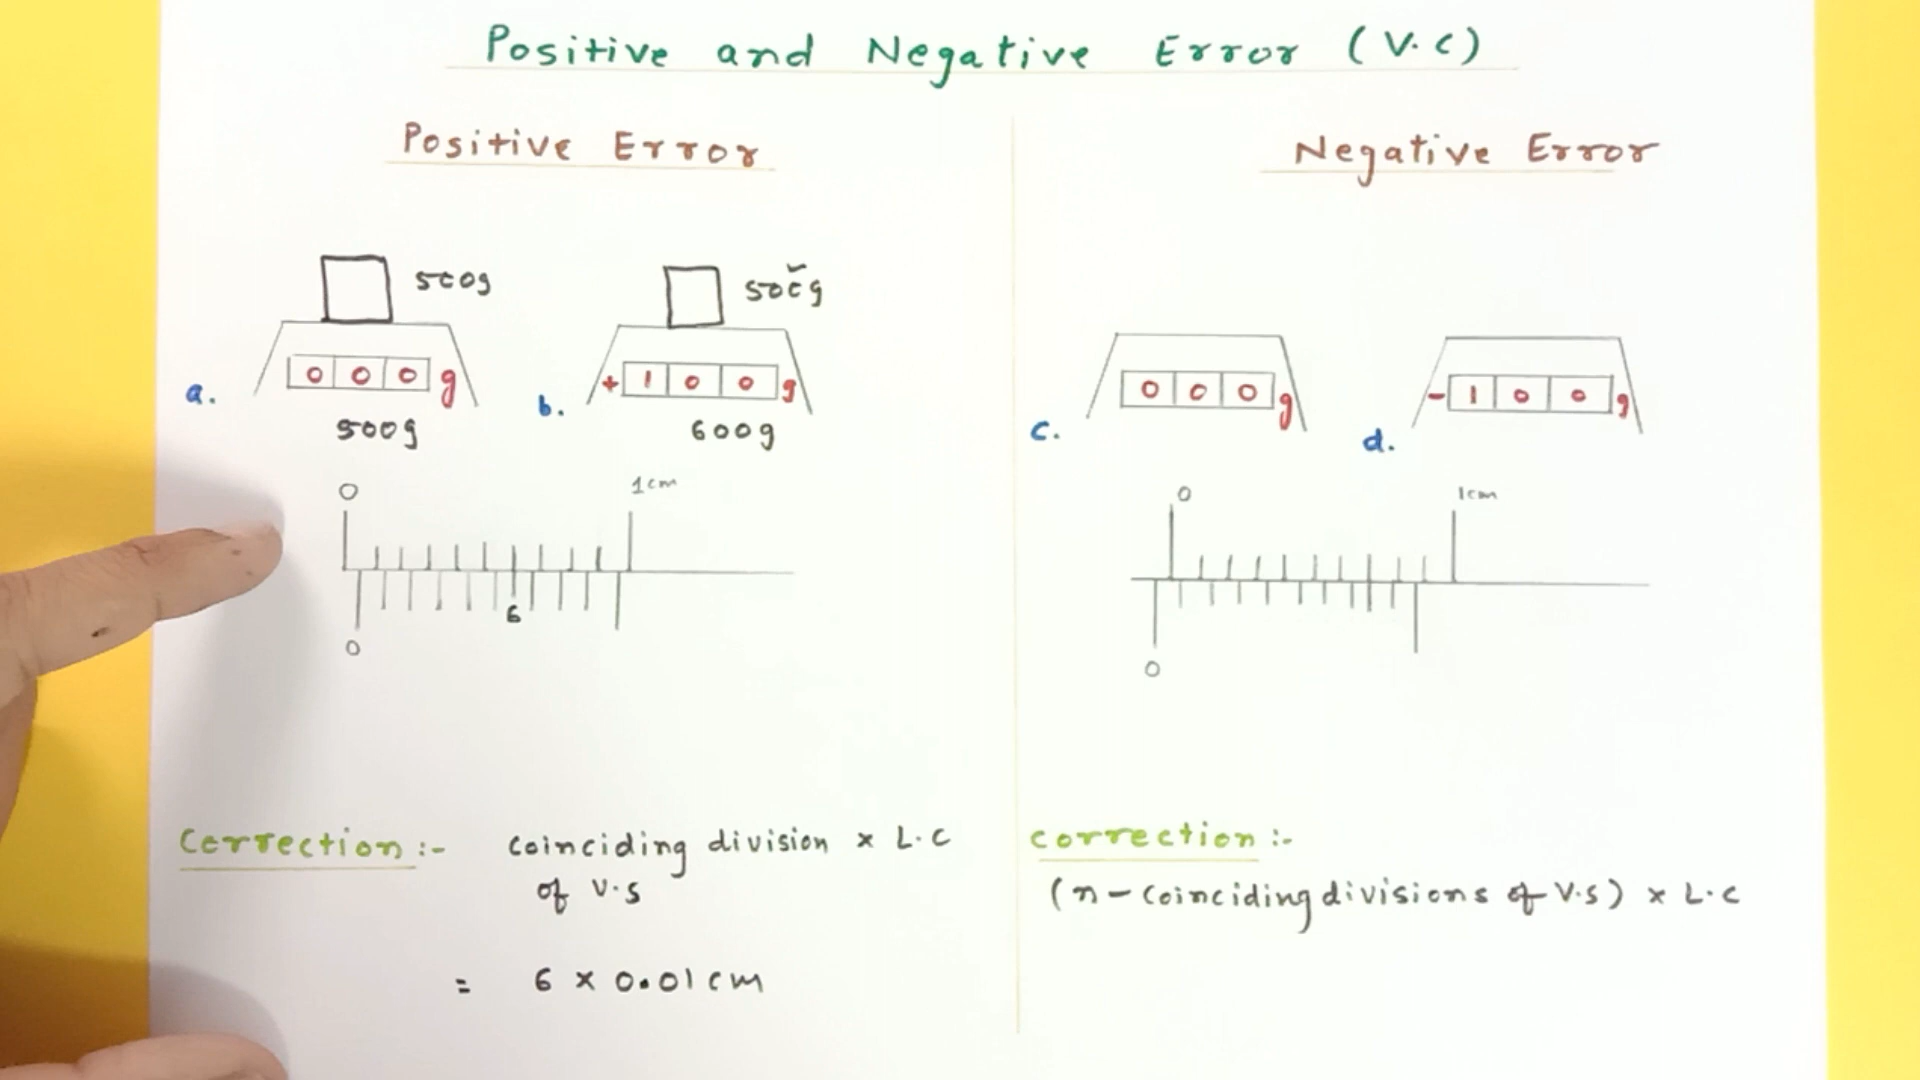 Positive and Negative Error (V.C)
Positive Error
500g
500g
a.
0 0 0 g
b.
+ 1 0 0 g
500g
600g
0
1cm
6
0
Correction :- Coinciding division x L.C
of V.S
= 6 x 0.01cm
Negative Error
c.
0 0 0 g
d.
- 1 0 0 g
0
1cm
0
correction :-
(n - Coinciding divisions of V.S) x L.C